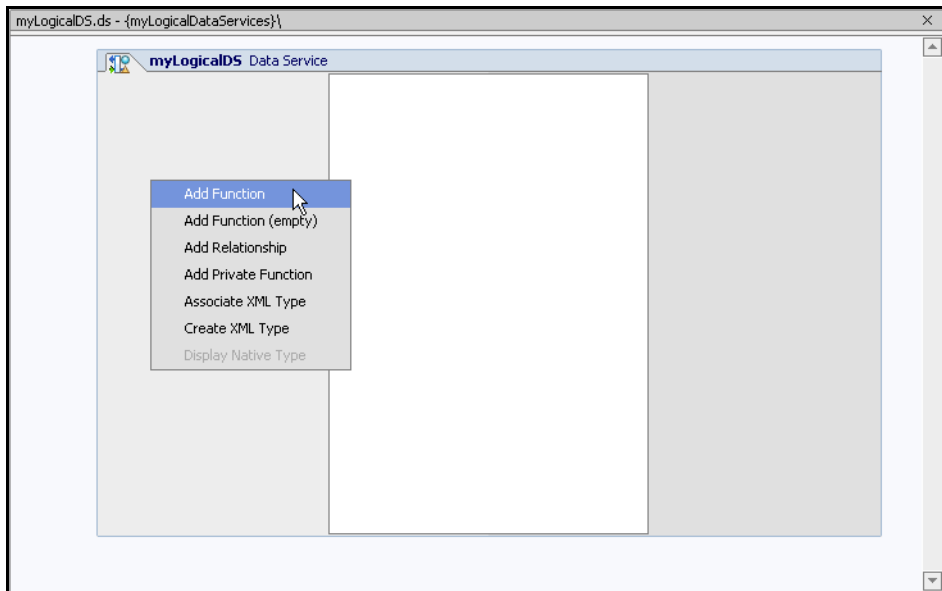 myLogicalDS.ds - {myLogicalDataServices}\
myLogicalDS Data Service
Add Function
Add Function (empty)
Add Relationship
Add Private Function
Associate XML Type
Create XML Type
Display Native Type